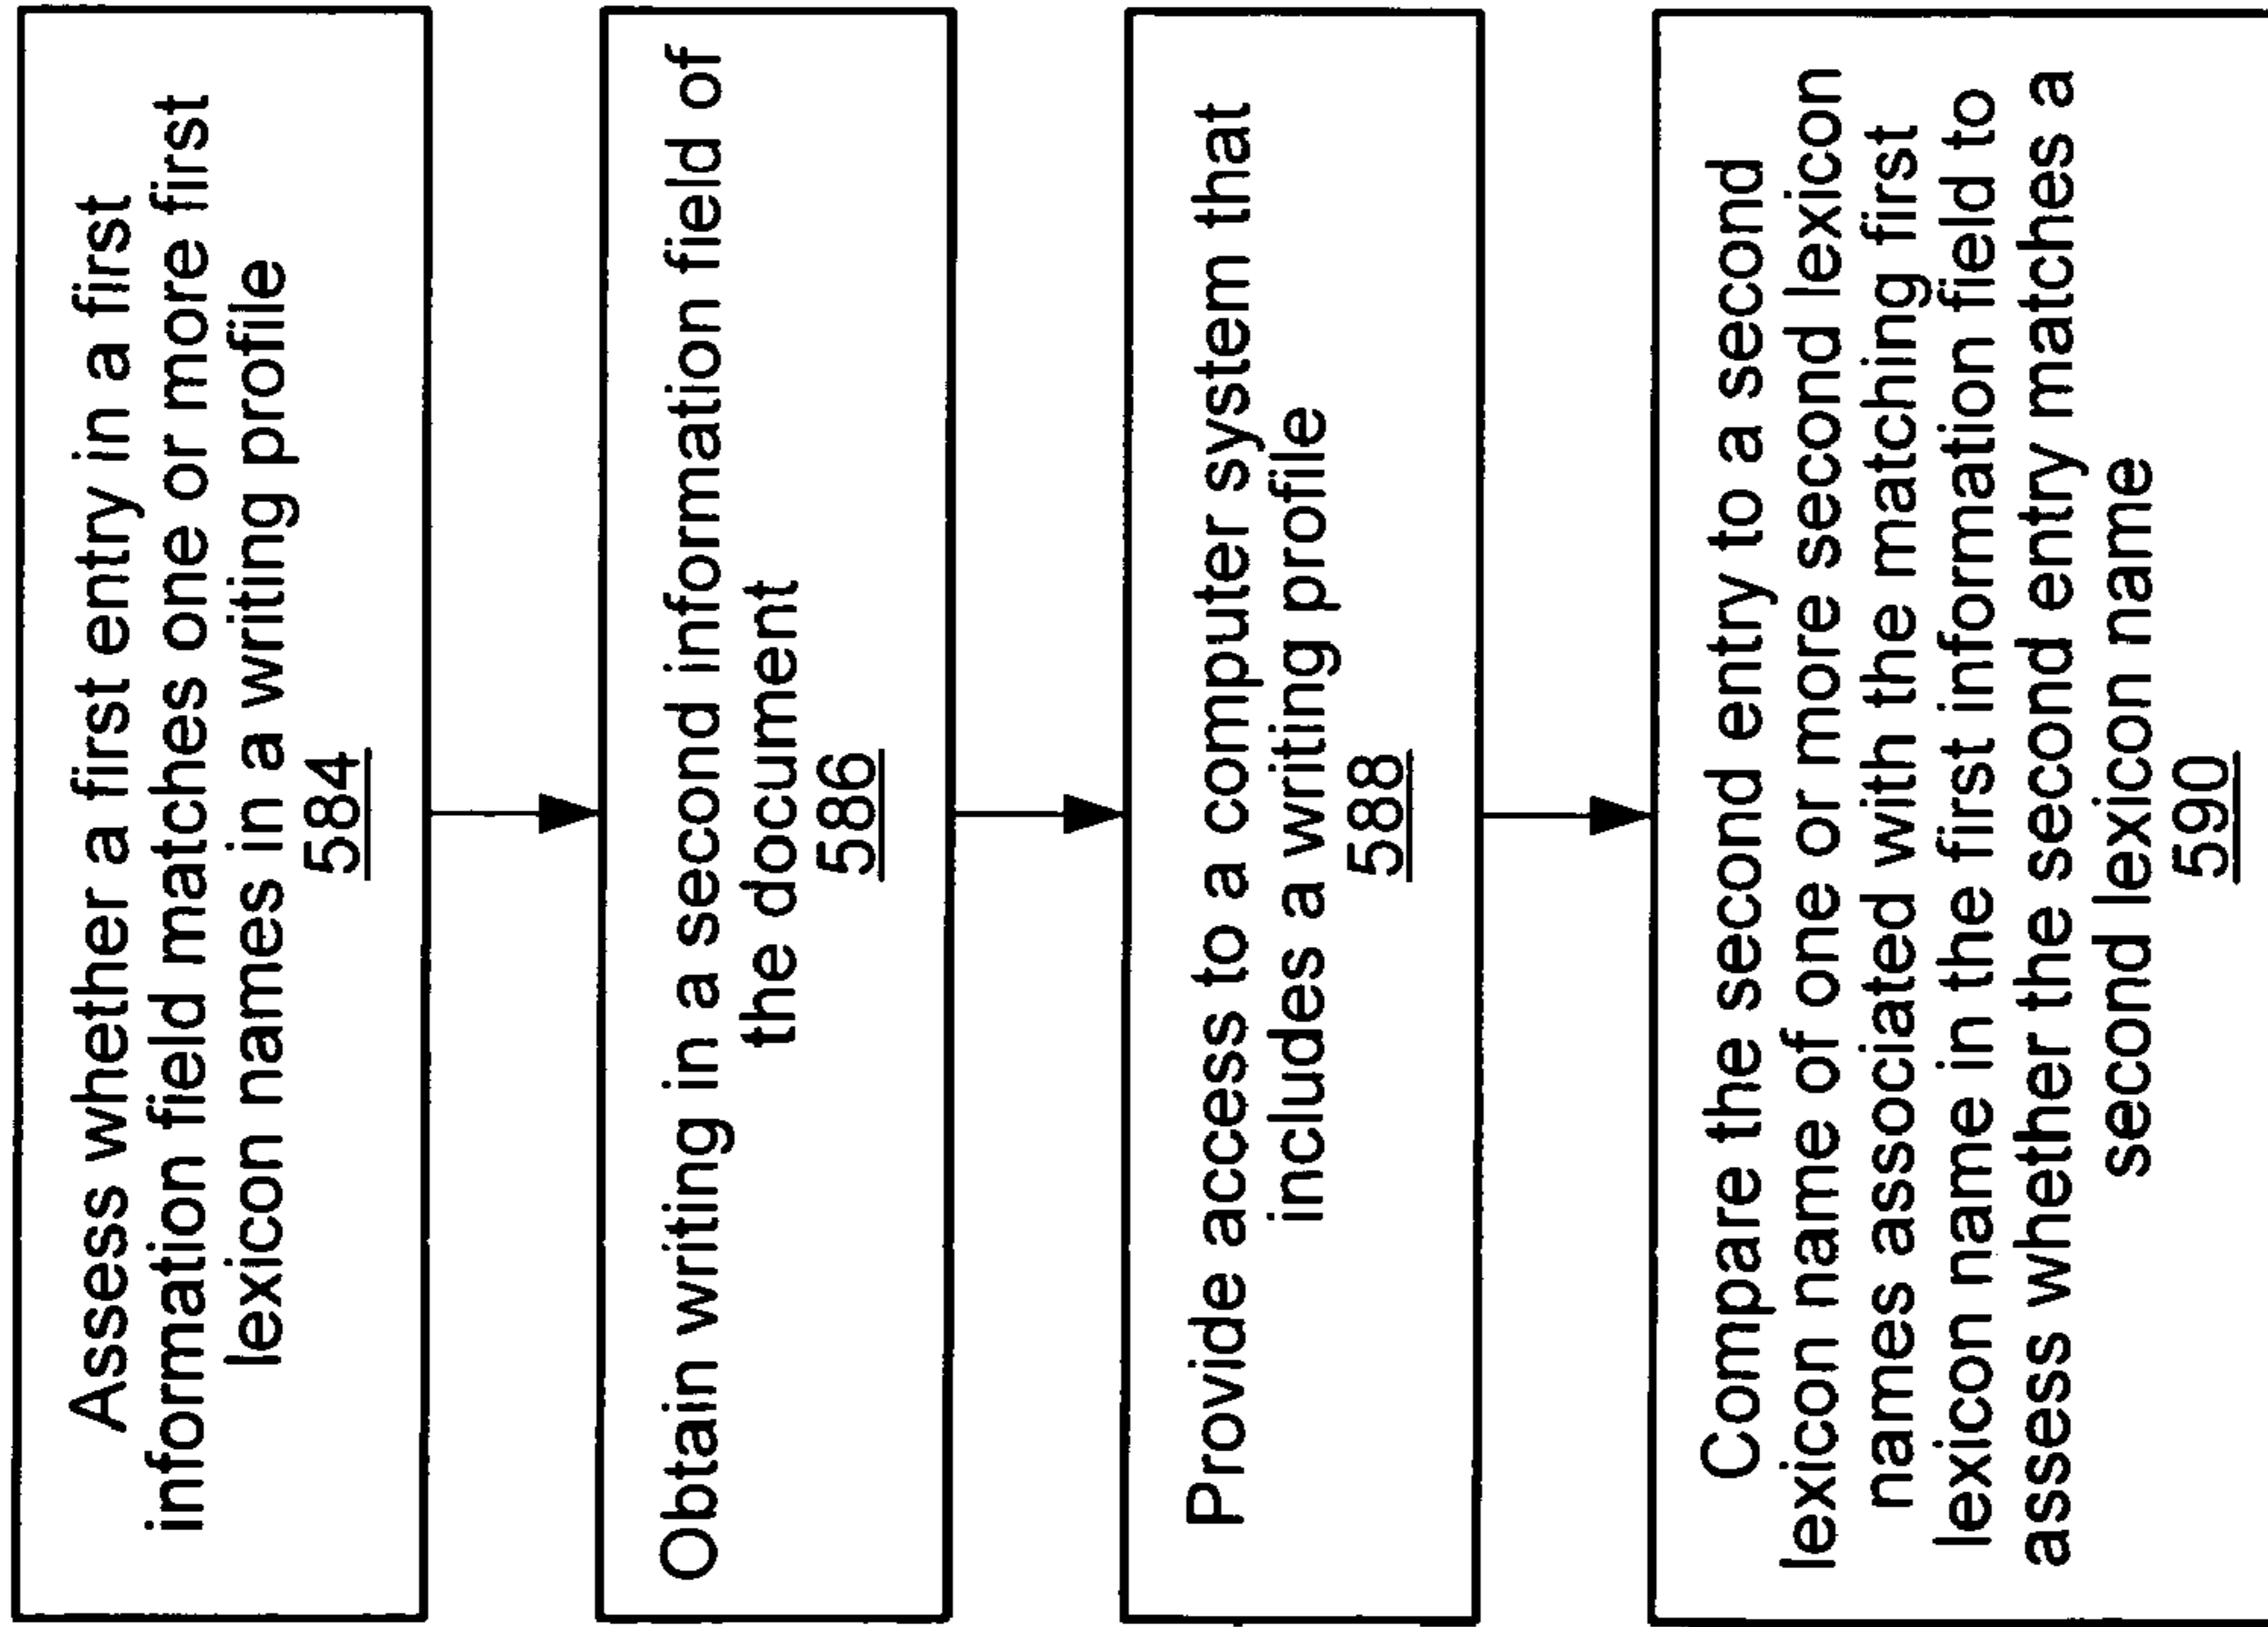 Assess whether a first entry in a first
information field matches one or more first
lexicon names in a writing profile
584
Obtain writing in a second information field of
the document
586
Provide access to a computer system that
includes a writing profile
588
Compare the second entry to a second
lexicon name of one or more second lexicon
names associated with the matching first
lexicon name in the first information field to
assess whether the second entry matches a
second lexicon name
590